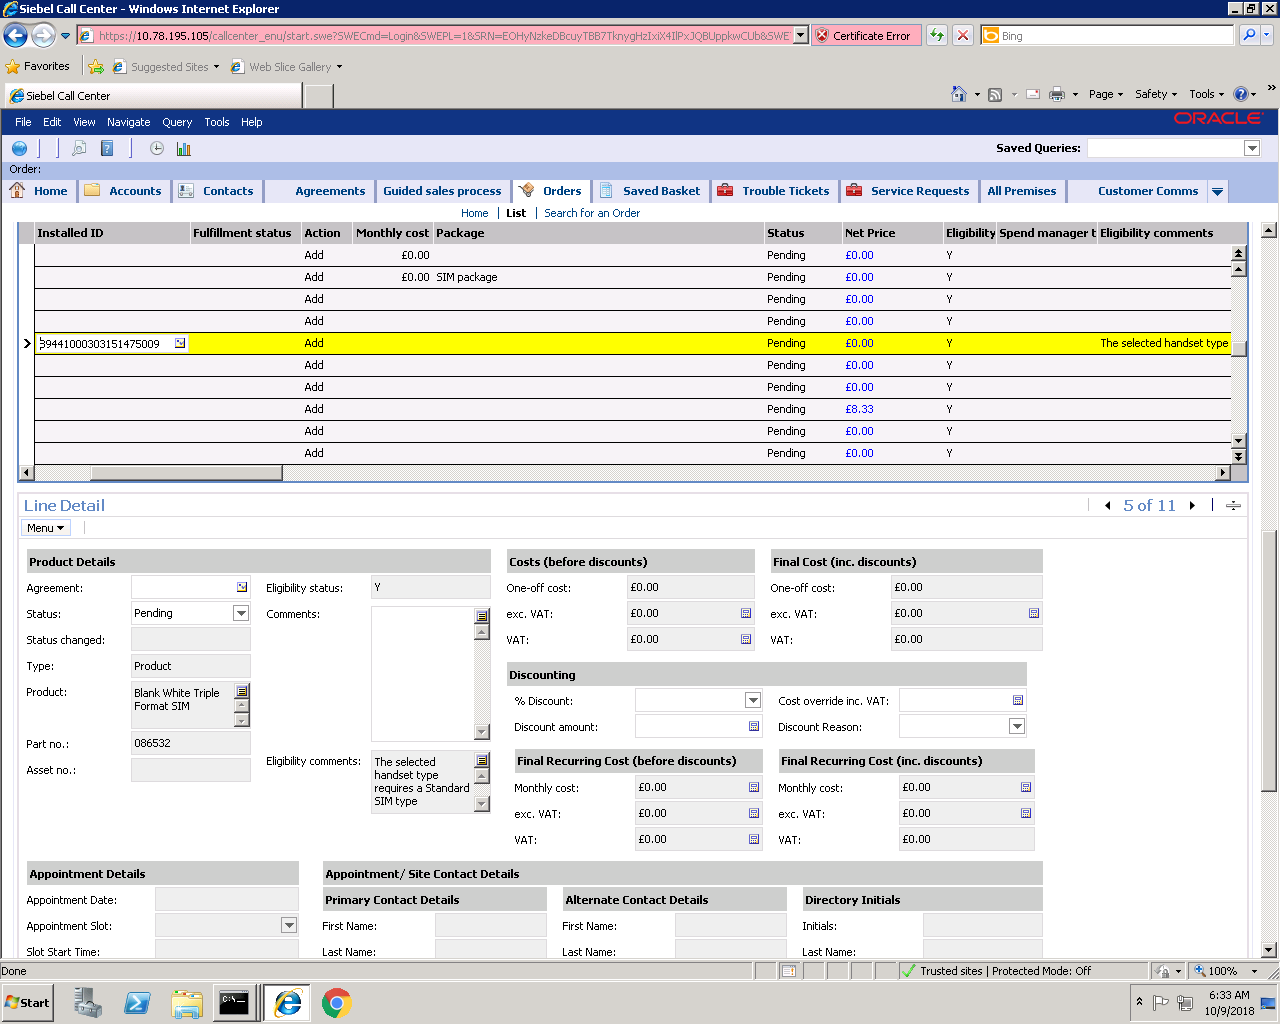 Siebel Call Center - Windows Internet Explorer
https://10.78.195.105/callcenter_enu/start.swe?SWECmd=Login&SWEPL=1&SRN=
Certificate Error
Bing
Favorites
Suggested Sites
Web Slice Gallery
Siebel Call Center
Page
Safety
Tools
»
File Edit View Navigate Query Tools Help
ORACLE
Saved Queries:
Order:
Home
Accounts
Contacts
Agreements
Guided sales process
Orders
Saved Basket
Trouble Tickets
Service Requests
All Premises
Customer Comms
Home | List | Search for an Order
Installed ID Fulfillment status Action Monthly cost Package Status Net Price Eligibility Spend manager t Eligibility comments
Add £0.00 Pending £0.00 Y
Add £0.00 SIM package Pending £0.00 Y
Add Pending £0.00 Y
Add Pending £0.00 Y
89441000303151475009 Add Pending £0.00 Y The selected handset type
Add Pending £0.00 Y
Add Pending £0.00 Y
Add Pending £8.33 Y
Add Pending £0.00 Y
Add Pending £0.00 Y
Line Detail
5 of 11
Menu
Product Details
Agreement:
Status: Pending
Status changed:
Type: Product
Product: Blank White Triple
Format SIM
Part no.: 086532
Asset no.:
Eligibility status: Y
Comments:
Eligibility comments: The selected
handset type
requires a Standard
SIM type
Costs (before discounts)
One-off cost: £0.00
exc. VAT: £0.00
VAT: £0.00
Final Cost (inc. discounts)
One-off cost: £0.00
exc. VAT: £0.00
VAT: £0.00
Discounting
% Discount:
Cost override inc. VAT:
Discount amount:
Discount Reason:
Final Recurring Cost (before discounts)
Monthly cost: £0.00
exc. VAT: £0.00
VAT: £0.00
Final Recurring Cost (inc. discounts)
Monthly cost: £0.00
exc. VAT: £0.00
VAT: £0.00
Appointment Details
Appointment Date:
Appointment Slot:
Slot Start Time:
Appointment/ Site Contact Details
Primary Contact Details
First Name:
Last Name:
Alternate Contact Details
First Name:
Last Name:
Directory Initials
Initials:
Last Name:
Done
Trusted sites | Protected Mode: Off
100%
Start
6:33 AM
10/9/2018